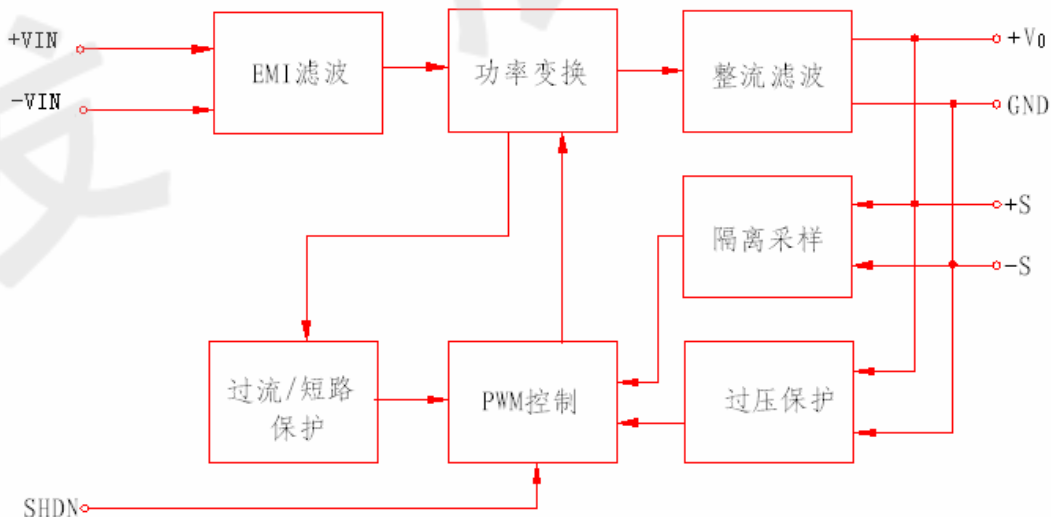 +VIN
-VIN
EMI滤波
功率变换
整流滤波
+V0
GND
隔离采样
+S
-S
过流/短路
保护
PWM控制
过压保护
SHDN